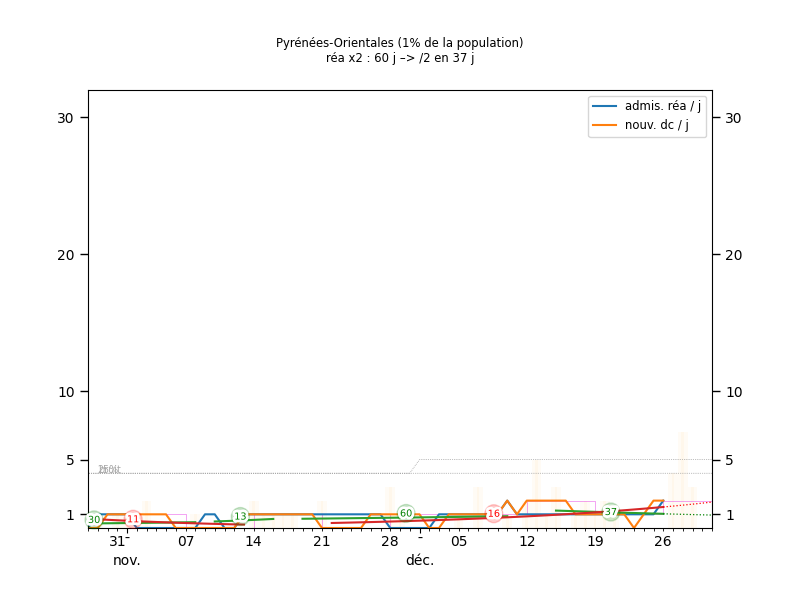 Pyrénées-Orientales (1% de la population)
réa x2 : 60 j –> /2 en 37 j
admis. réa / j
nouv. dc / j
30 30
20 20
10 10
5 5
1 1
30 11 13 60 16 37
31 07 14 21 28 05 12 19 26
nov. déc.